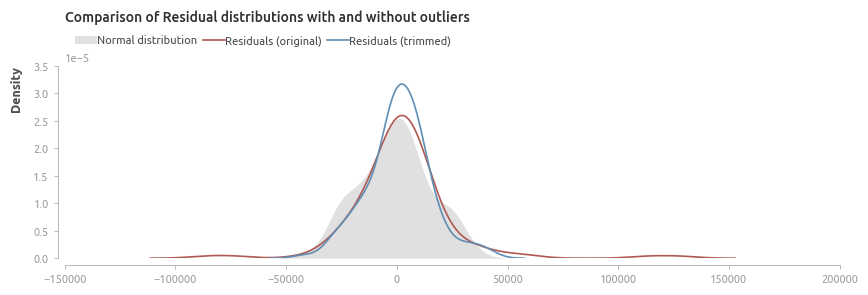 Comparison of Residual distributions with and without outliers
Normal distribution Residuals (original) Residuals (trimmed)
1e−5
Density
3.5
3.0
2.5
2.0
1.5
1.0
0.5
0.0
−150000 −100000 −50000 0 50000 100000 150000 200000